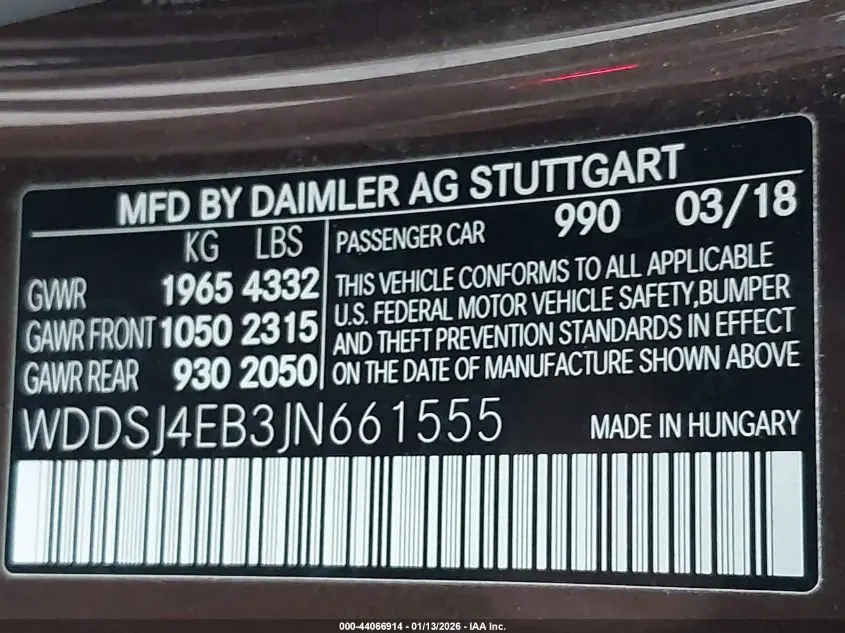 MFD BY DAIMLER AG STUTTGART
KG LBS
PASSENGER CAR 990 03/18
GVWR 1965 4332
GAWR FRONT 1050 2315
GAWR REAR 930 2050
THIS VEHICLE CONFORMS TO ALL APPLICABLE
U.S. FEDERAL MOTOR VEHICLE SAFETY,BUMPER
AND THEFT PREVENTION STANDARDS IN EFFECT
ON THE DATE OF MANUFACTURE SHOWN ABOVE
WDDSJ4EB3JN661555
MADE IN HUNGARY
000-44066914 - 01/13/2026 - IAA Inc.